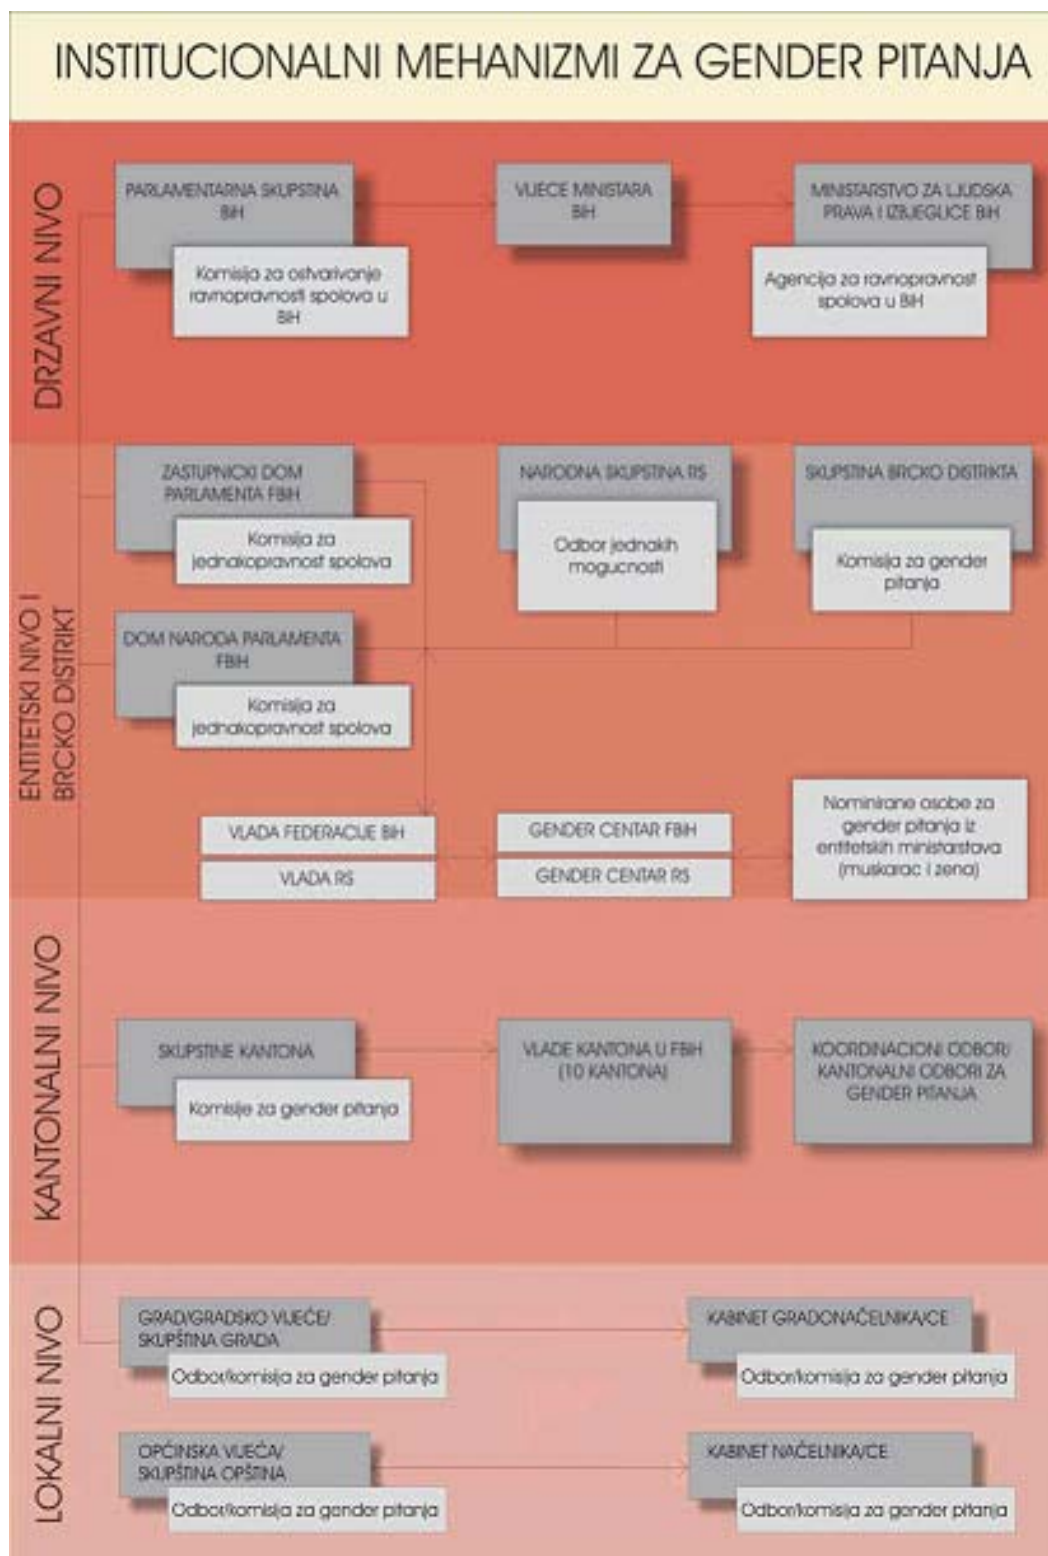 INSTITUCIONALNI MEHANIZMI ZA GENDER PITANJA
DRZAVNI NIVO
PARLAMENTARNA SKUPSTINA
BiH
Komisija za ostvarivanje
ravnopravnosti spolova u
BiH
VIJECE MINISTARA
BiH
MINISTARSTVO ZA LJUDSKA
PRAVA I IZBJEGLICE BiH
Agencija za ravnopravnost
spolova u BiH
ENTITETSKI NIVO I
BRCKO DISTRIKT
ZASTUPNICKI DOM
PARLAMENTA FBiH
Komisija za
jednakopravnost spolova
NARODNA SKUPSTINA RS
Odbor jednakih
mogucnosti
SKUPSTINA BRCKO DISTRIKTA
Komisija za gender
pitanja
DOM NARODA PARLAMENTA
FBiH
Komisija za
jednakopravnost spolova
VLADA FEDERACIJE BiH
VLADA RS
GENDER CENTAR FBiH
GENDER CENTAR RS
Nominirane osobe za
gender pitanja iz
entitetskih ministarstava
(muskarac i zena)
KANTONALNI NIVO
SKUPSTINE KANTONA
Komisije za gender pitanja
VLADE KANTONA U FBiH
(10 KANTONA)
KOORDINACIONI ODBOR/
KANTONALNI ODBORI ZA
GENDER PITANJA
LOKALNI NIVO
GRAD/GRADSKO VIJEĆE/
SKUPŠTINA GRADA
Odbor/komisija za gender pitanja
KABINET GRADONAČELNIKA/CE
Odbor/komisija za gender pitanja
OPĆINSKA VIJEĆA/
SKUPŠTINA OPŠTINA
Odbor/komisija za gender pitanja
KABINET NAČELNIKA/CE
Odbor/komisija za gender pitanja